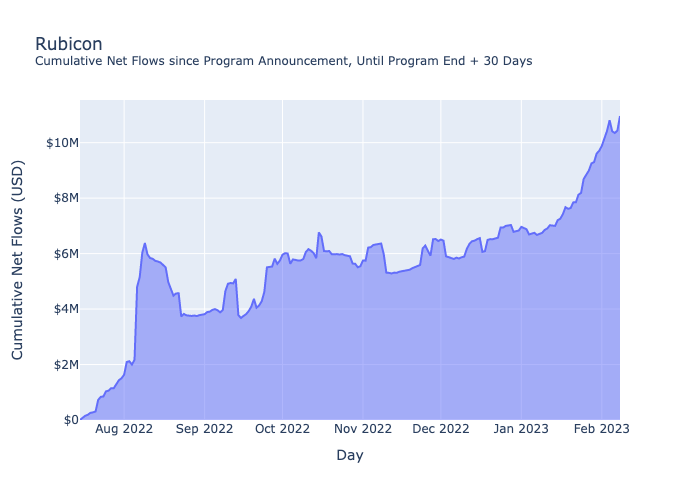 Rubicon
Cumulative Net Flows since Program Announcement, Until Program End + 30 Days
Cumulative Net Flows (USD)
$10M
$8M
$6M
$4M
$2M
$0
Aug 2022 Sep 2022 Oct 2022 Nov 2022 Dec 2022 Jan 2023 Feb 2023
Day